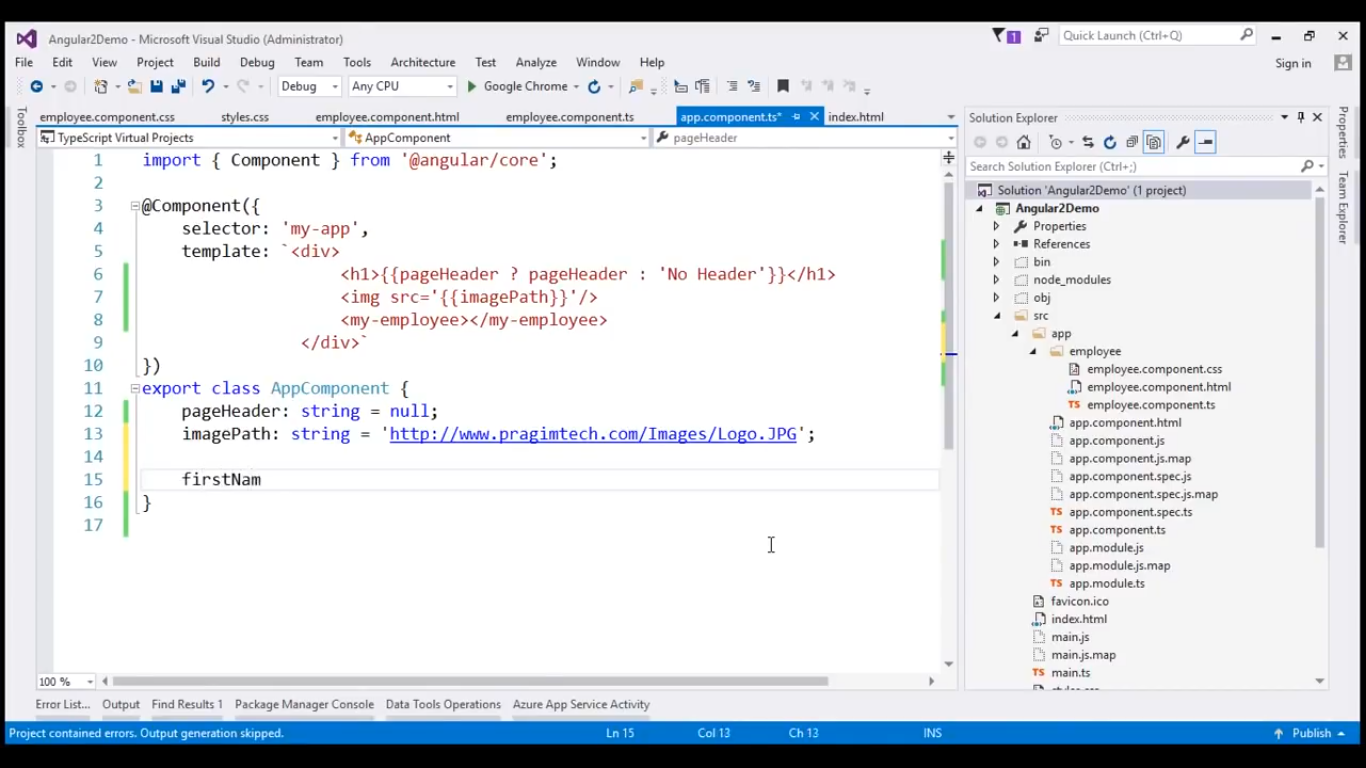 Angular2Demo - Microsoft Visual Studio (Administrator)
1
Quick Launch (Ctrl+Q)
File Edit View Project Build Debug Team Tools Architecture Test Analyze Window Help
Sign in
Debug Any CPU Google Chrome
employee.component.css styles.css employee.component.html employee.component.ts app.component.ts* index.html
TypeScript Virtual Projects AppComponent pageHeader
Toolbox
1 import { Component } from '@angular/core';
2
3 @Component({
4 selector: 'my-app',
5 template: `<div>
6 <h1>{{pageHeader ? pageHeader : 'No Header'}}</h1>
7 <img src='{{imagePath}}'/>
8 <my-employee></my-employee>
9 </div>`
10 })
11 export class AppComponent {
12 pageHeader: string = null;
13 imagePath: string = 'http://www.pragimtech.com/Images/Logo.JPG';
14
15 firstNam
16 }
17
100 %
Solution Explorer
Search Solution Explorer (Ctrl+;)
Solution 'Angular2Demo' (1 project)
Angular2Demo
Properties
References
bin
node_modules
obj
src
app
employee
employee.component.css
employee.component.html
TS employee.component.ts
app.component.html
app.component.js
app.component.js.map
app.component.spec.js
app.component.spec.js.map
TS app.component.spec.ts
TS app.component.ts
app.module.js
app.module.js.map
TS app.module.ts
favicon.ico
index.html
main.js
main.js.map
TS main.ts
Properties
Team Explorer
Error List... Output Find Results 1 Package Manager Console Data Tools Operations Azure App Service Activity
Project contained errors. Output generation skipped. Ln 15 Col 13 Ch 13 INS Publish